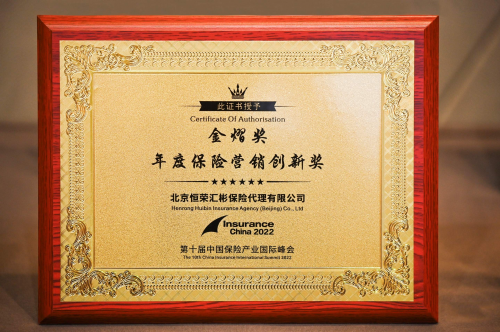 此证书授予
Certificate Of Authorisation
金熠奖
年度保险营销创新奖
北京恒荣汇彬保险代理有限公司
Henrong Huibin Insurance Agency (Beijing) Co., Ltd
Insurance
China 2022
第十届中国保险产业国际峰会
The 10th China Insurance International Summit 2022